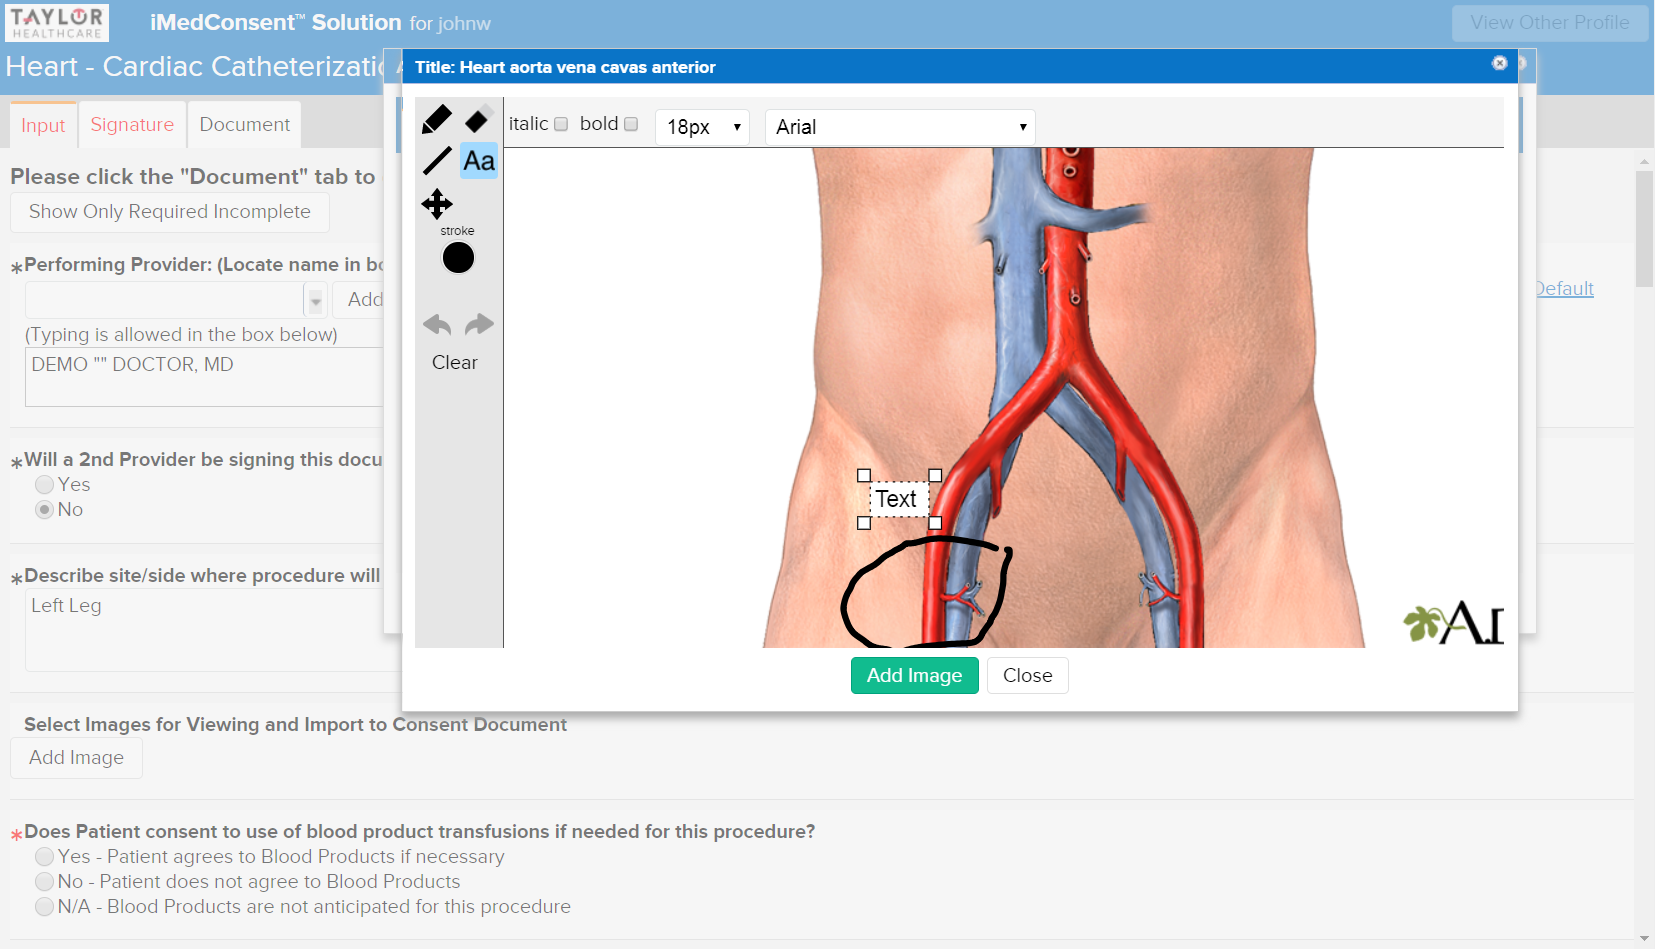 TAYLOR
HEALTHCARE
iMedConsent™ Solution for johnw
View Other Profile
Heart - Cardiac
Title: Heart aorta vena cavas anterior
Input
Signature
Document
italic
bold
18px
Arial
Aa
stroke
Clear
Text
Please click the "Document" tab to
Show Only Required Incomplete
*Performing Provider: (Locate name in
Add
Default
(Typing is allowed in the box below)
DEMO "" DOCTOR, MD
*Will a 2nd Provider be signing this
Yes
No
*Describe site/side where procedure will
Left Leg
Add Image
Close
Select Images for Viewing and Import to Consent Document
Add Image
*Does Patient consent to use of blood product transfusions if needed for this procedure?
Yes - Patient agrees to Blood Products if necessary
No - Patient does not agree to Blood Products
N/A - Blood Products are not anticipated for this procedure